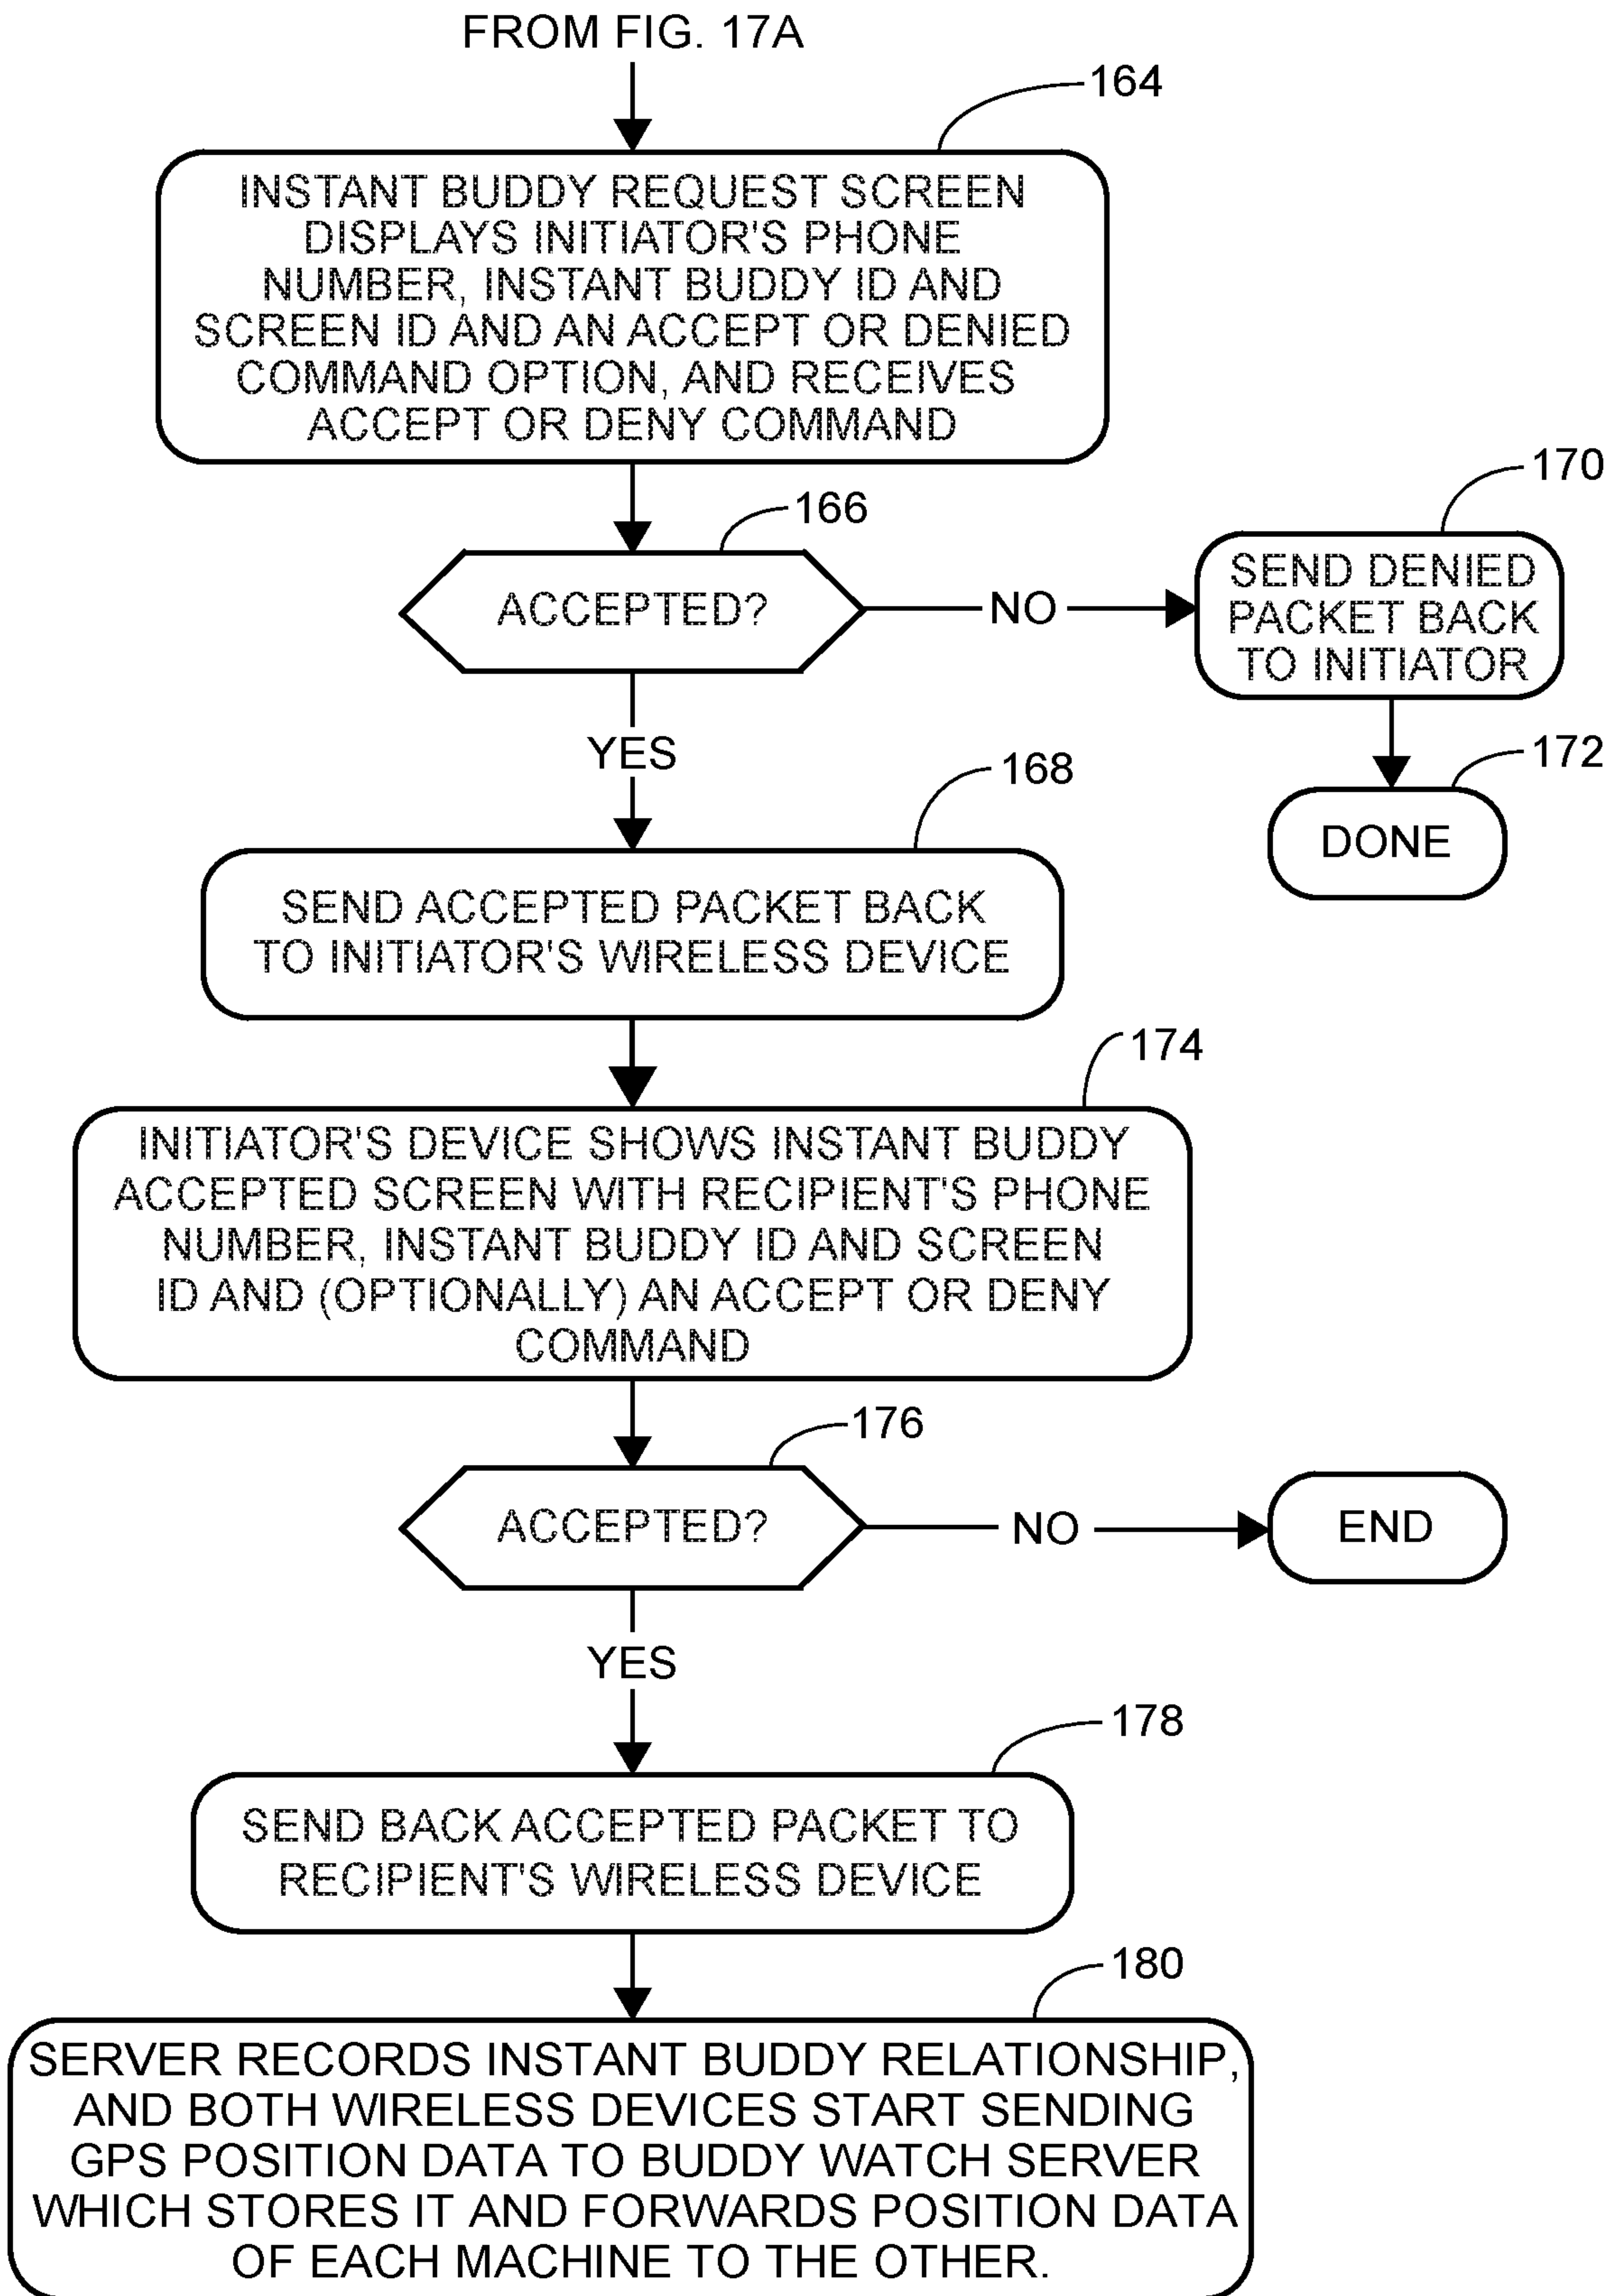 FROM FIG. 17A
164
INSTANT BUDDY REQUEST SCREEN
DISPLAYS INITIATOR'S PHONE
NUMBER, INSTANT BUDDY ID AND
SCREEN ID AND AN ACCEPT OR DENIED
COMMAND OPTION, AND RECEIVES
ACCEPT OR DENY COMMAND
166
ACCEPTED?
NO
170
SEND DENIED
PACKET BACK
TO INITIATOR
172
DONE
YES
168
SEND ACCEPTED PACKET BACK
TO INITIATOR'S WIRELESS DEVICE
174
INITIATOR'S DEVICE SHOWS INSTANT BUDDY
ACCEPTED SCREEN WITH RECIPIENT'S PHONE
NUMBER, INSTANT BUDDY ID AND SCREEN
ID AND (OPTIONALLY) AN ACCEPT OR DENY
COMMAND
176
ACCEPTED?
NO
END
YES
178
SEND BACK ACCEPTED PACKET TO
RECIPIENT'S WIRELESS DEVICE
180
SERVER RECORDS INSTANT BUDDY RELATIONSHIP,
AND BOTH WIRELESS DEVICES START SENDING
GPS POSITION DATA TO BUDDY WATCH SERVER
WHICH STORES IT AND FORWARDS POSITION DATA
OF EACH MACHINE TO THE OTHER.